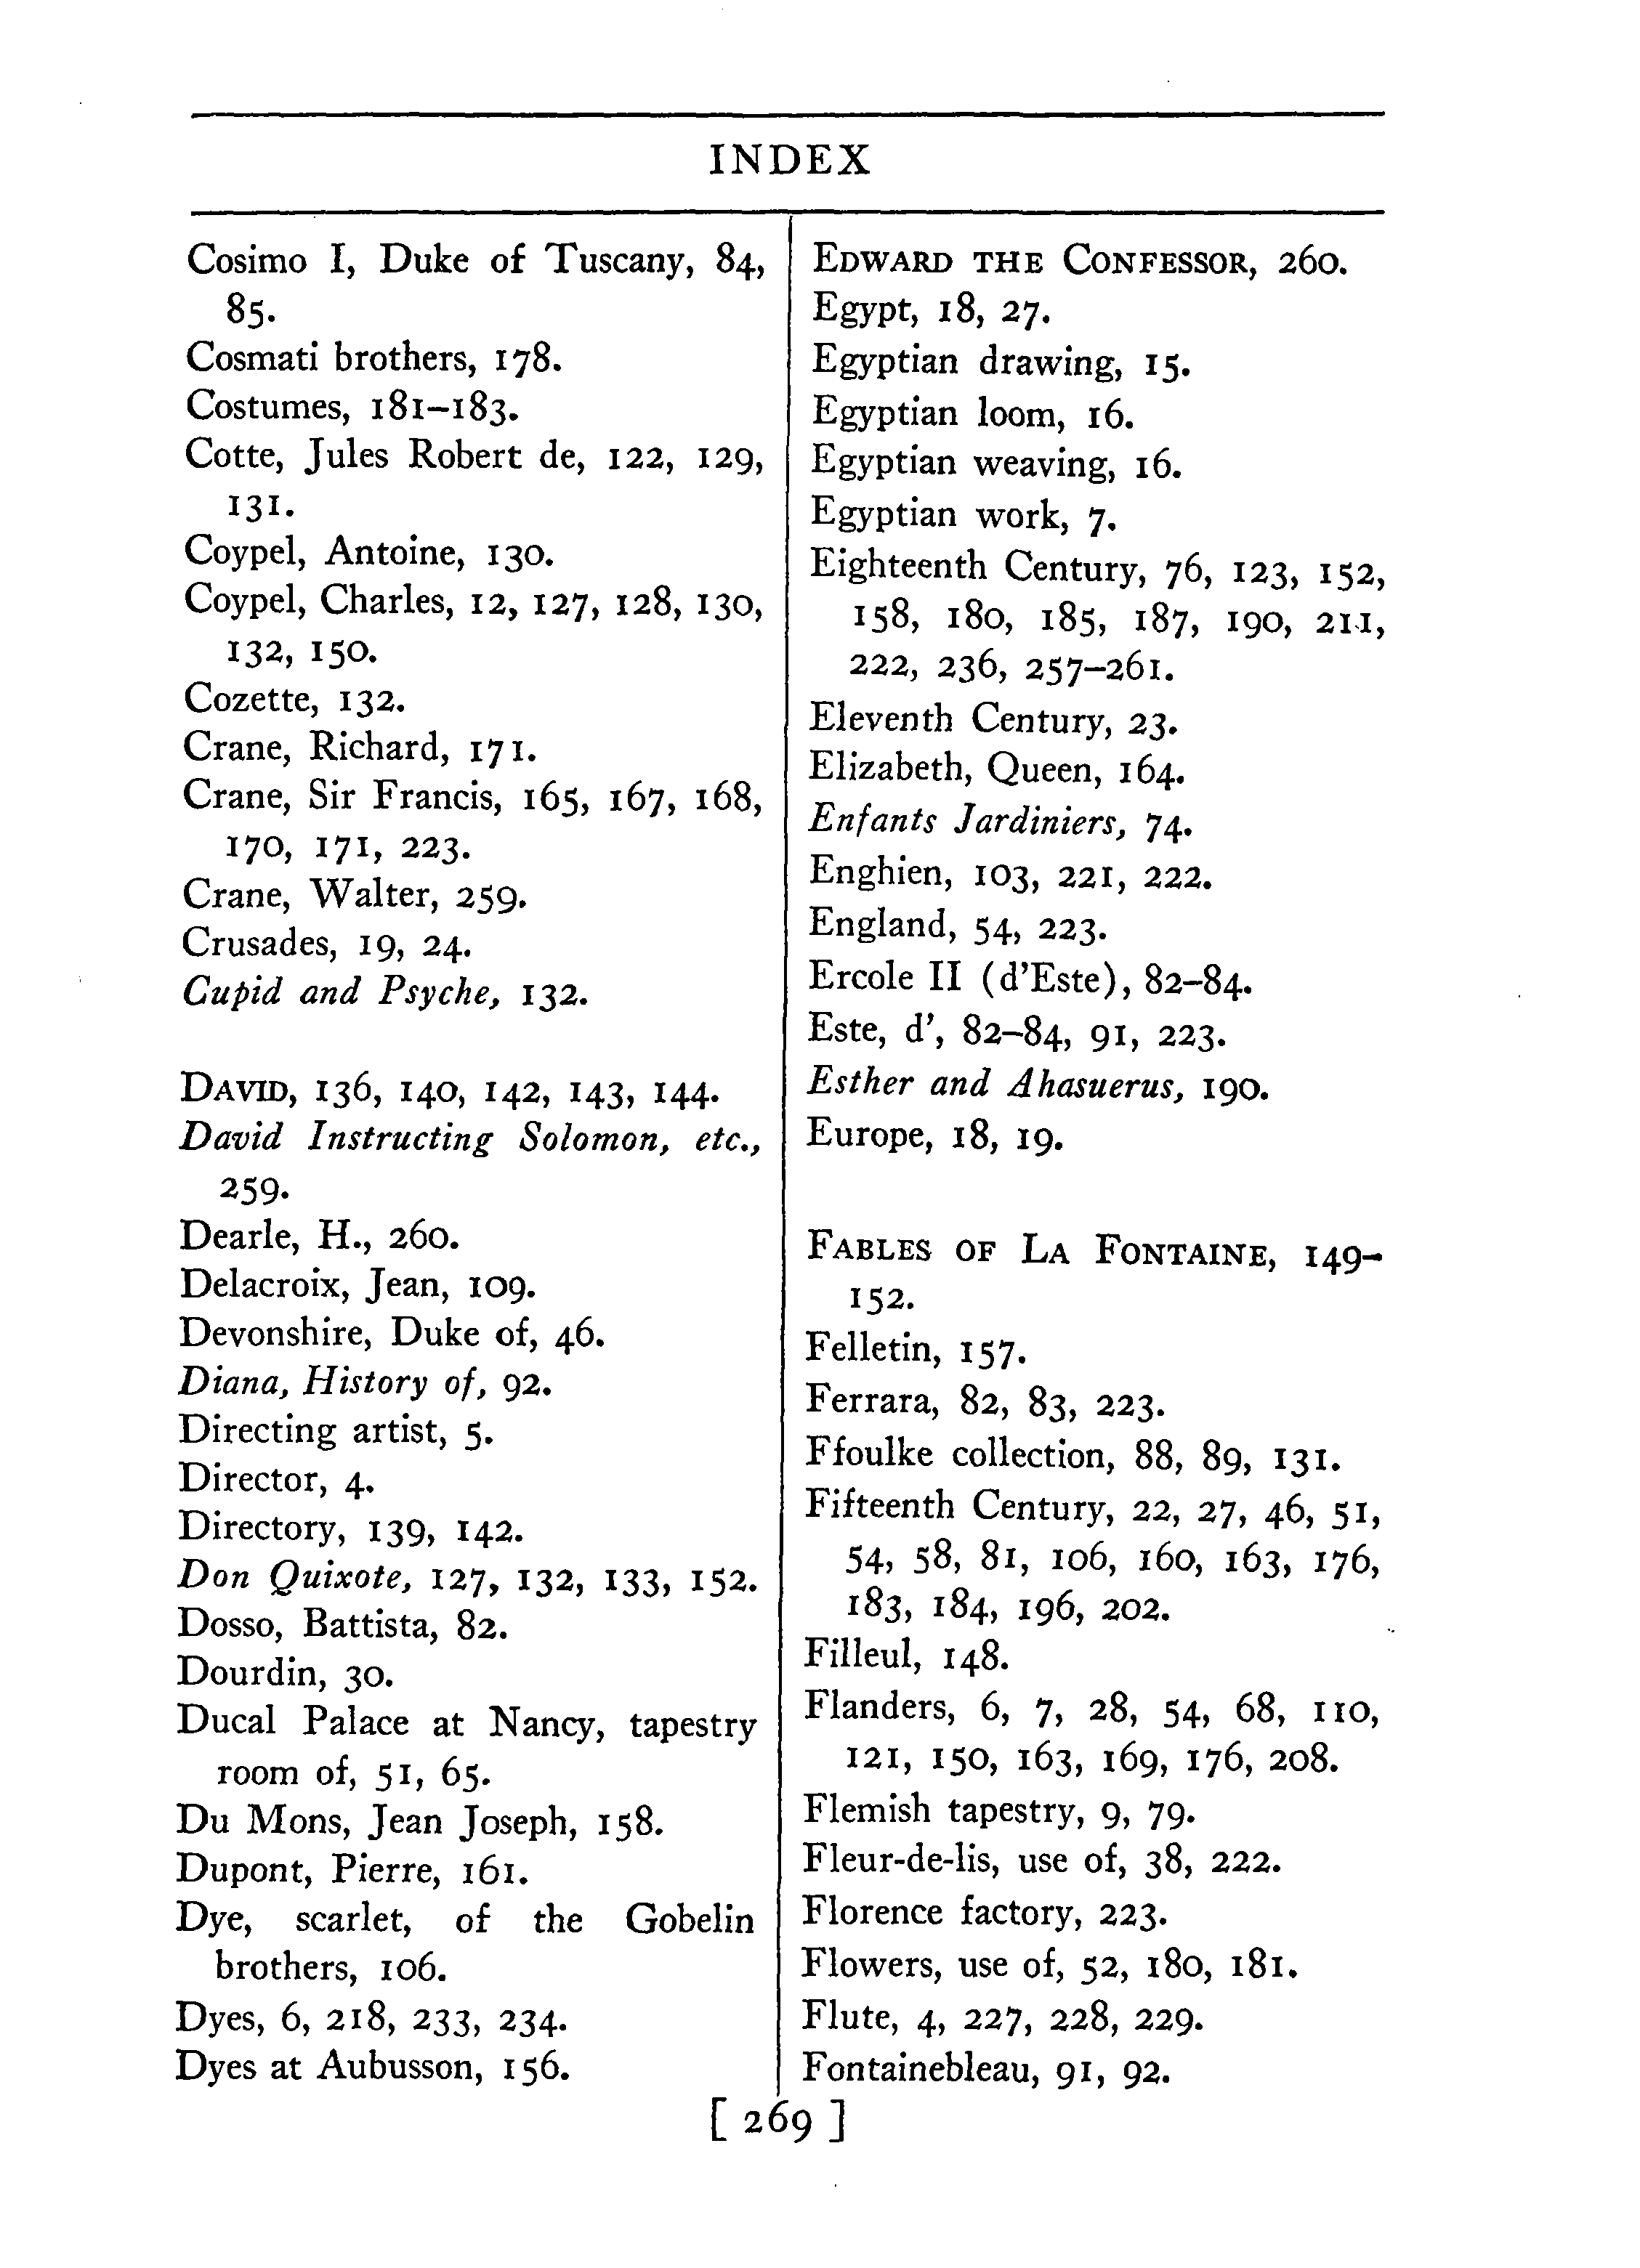 INDEX
Cosimo I, Duke of Tuscany, 84,
85.
Cosmati brothers, 178.
Costumes, 181–183.
Cotte, Jules Robert de, 122, 129,
131.
Coypel, Antoine, 130.
Coypel, Charles, 12, 127, 128, 130,
132, 150.
Cozette, 132.
Crane, Richard, 171.
Crane, Sir Francis, 165, 167, 168,
170, 171, 223.
Crane, Walter, 259.
Crusades, 19, 24.
Cupid and Psyche, 132.
DAVID, 136, 140, 142, 143, 144.
David Instructing Solomon, etc.,
259.
Dearle, H., 260.
Delacroix, Jean, 109.
Devonshire, Duke of, 46.
Diana, History of, 92.
Directing artist, 5.
Director, 4.
Directory, 139, 142.
Don Quixote, 127, 132, 133, 152.
Dosso, Battista, 82.
Dourdin, 30.
Ducal Palace at Nancy, tapestry
room of, 51, 65.
Du Mons, Jean Joseph, 158.
Dupont, Pierre, 161.
Dye, scarlet, of the Gobelin
brothers, 106.
Dyes, 6, 218, 233, 234.
Dyes at Aubusson, 156.
EDWARD THE CONFESSOR, 260.
Egypt, 18, 27.
Egyptian drawing, 15.
Egyptian loom, 16.
Egyptian weaving, 16.
Egyptian work, 7.
Eighteenth Century, 76, 123, 152,
158, 180, 185, 187, 190, 211,
222, 236, 257–261.
Eleventh Century, 23.
Elizabeth, Queen, 164.
Enfants Jardiniers, 74.
Enghien, 103, 221, 222.
England, 54, 223.
Ercole II (d'Este), 82–84.
Este, d', 82–84, 91, 223.
Esther and Ahasuerus, 190.
Europe, 18, 19.
FABLES OF LA FONTAINE, 149–
152.
Felletin, 157.
Ferrara, 82, 83, 223.
Ffoulke collection, 88, 89, 131.
Fifteenth Century, 22, 27, 46, 51,
54, 58, 81, 106, 160, 163, 176,
183, 184, 196, 202.
Filleul, 148.
Flanders, 6, 7, 28, 54, 68, 110,
121, 150, 163, 169, 176, 208.
Flemish tapestry, 9, 79.
Fleur-de-lis, use of, 38, 222.
Florence factory, 223.
Flowers, use of, 52, 180, 181.
Flute, 4, 227, 228, 229.
Fontainebleau, 91, 92.
[ 269 ]